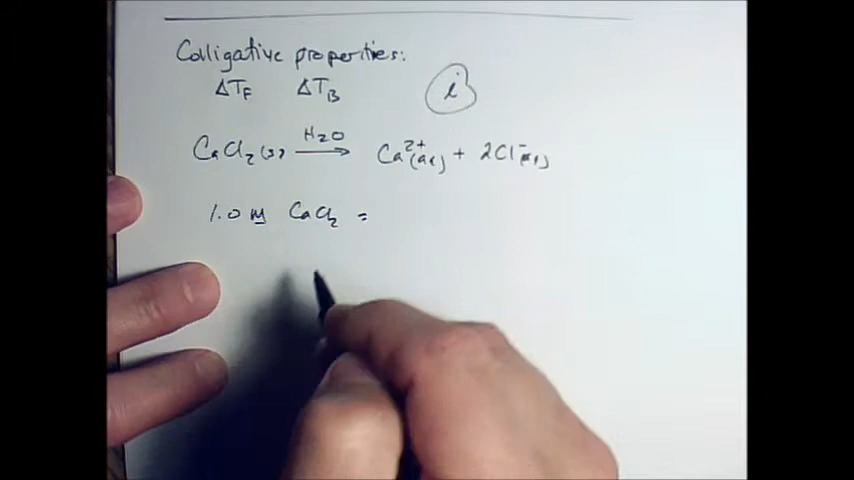 Colligative properties:
ΔTF ΔTB i
CaCl2(s) H2O → Ca2+(aq) + 2Cl-(aq)
1.0 m CaCl2 =